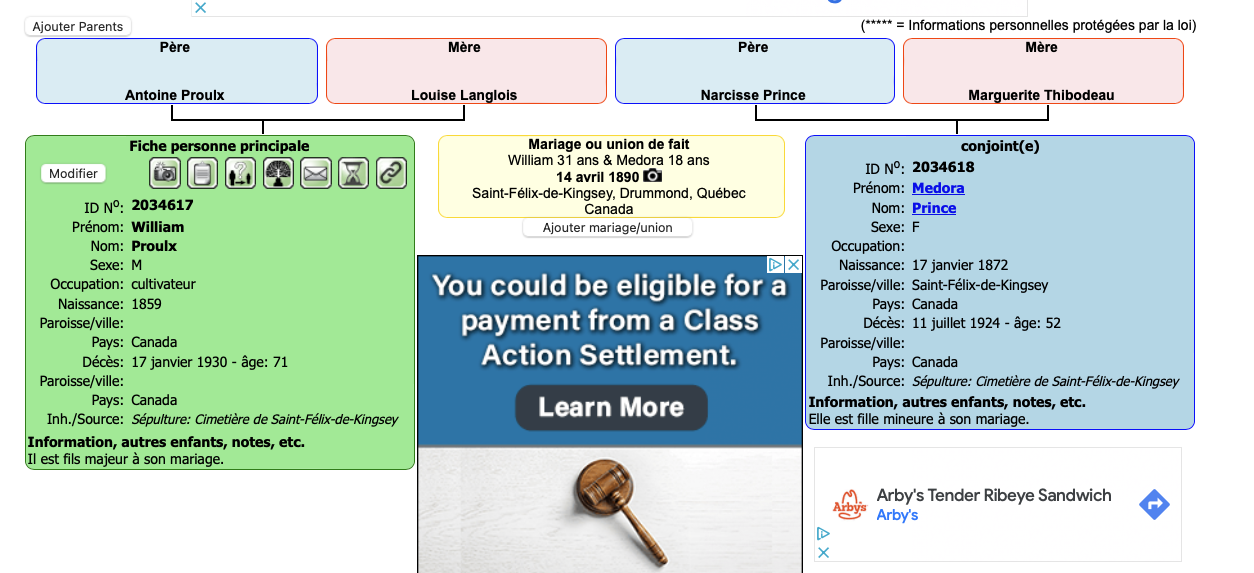 Ajouter Parents
(***** = Informations personnelles protégées par la loi)
Père
Antoine Proulx
Mère
Louise Langlois
Père
Narcisse Prince
Mère
Marguerite Thibodeau
Fiche personne principale
Modifier
ID Nº: 2034617
Prénom: William
Nom: Proulx
Sexe: M
Occupation: cultivateur
Naissance: 1859
Paroisse/ville:
Pays: Canada
Décès: 17 janvier 1930 - âge: 71
Paroisse/ville:
Pays: Canada
Inh./Source: Sépulture: Cimetière de Saint-Félix-de-Kingsey
Information, autres enfants, notes, etc.
Il est fils majeur à son mariage.
Mariage ou union de fait
William 31 ans & Medora 18 ans
14 avril 1890
Saint-Félix-de-Kingsey, Drummond, Québec
Canada
Ajouter mariage/union
You could be eligible for a
payment from a Class
Action Settlement.
Learn More
conjoint(e)
ID Nº: 2034618
Prénom: Medora
Nom: Prince
Sexe: F
Occupation:
Naissance: 17 janvier 1872
Paroisse/ville: Saint-Félix-de-Kingsey
Pays: Canada
Décès: 11 juillet 1924 - âge: 52
Paroisse/ville:
Pays: Canada
Inh./Source: Sépulture: Cimetière de Saint-Félix-de-Kingsey
Information, autres enfants, notes, etc.
Elle est fille mineure à son mariage.
Arby's
Arby's Tender Ribeye Sandwich
Arby's